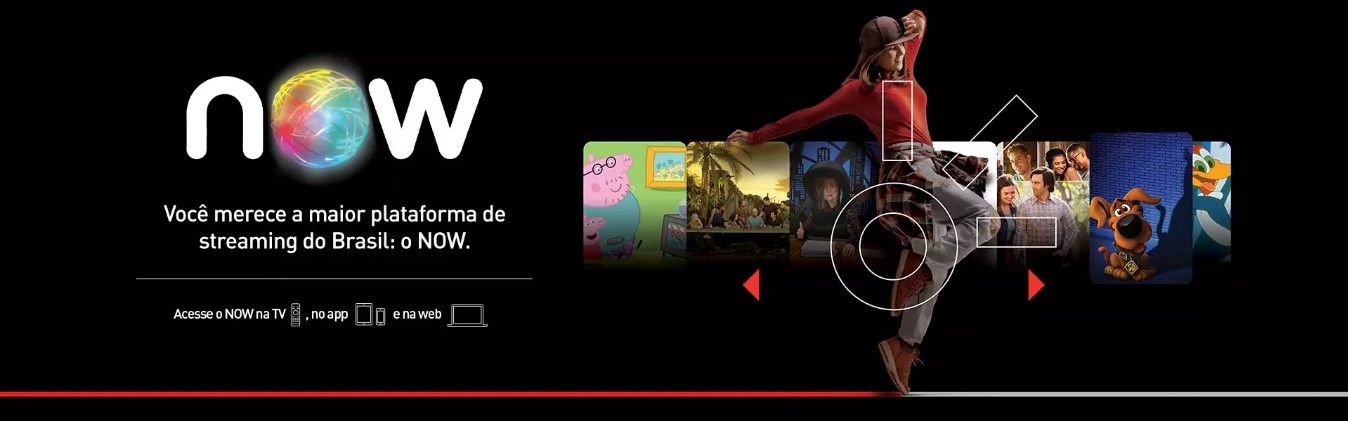 now
Você merece a maior plataforma de
streaming do Brasil: o NOW.
Acesse o NOW na TV , no app e na web